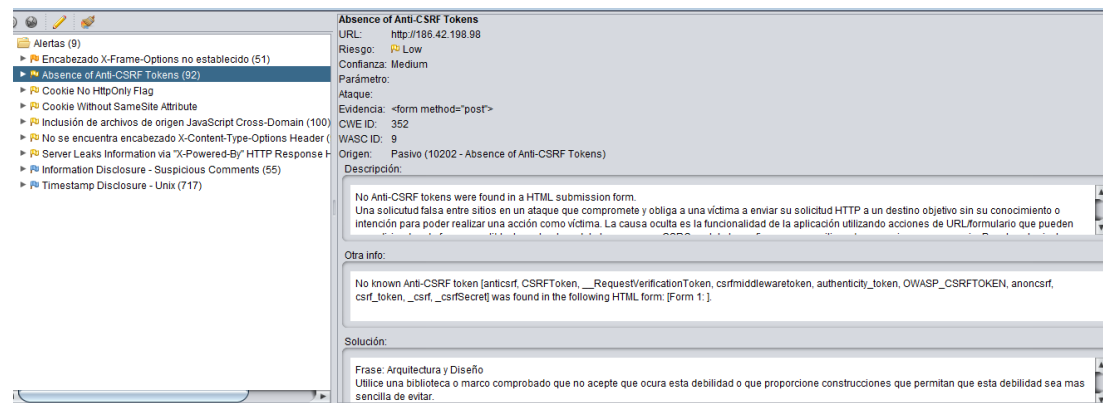 Alertas (9)
Encabezado X-Frame-Options no establecido (51)
Absence of Anti-CSRF Tokens (92)
Cookie No HttpOnly Flag
Cookie Without SameSite Attribute
Inclusión de archivos de origen JavaScript Cross-Domain (100)
No se encuentra encabezado X-Content-Type-Options Header (
Server Leaks Information via "X-Powered-By" HTTP Response H
Information Disclosure - Suspicious Comments (55)
Timestamp Disclosure - Unix (717)
Absence of Anti-CSRF Tokens
URL: http://186.42.198.98
Riesgo: Low
Confianza: Medium
Parámetro:
Ataque:
Evidencia: <form method="post">
CWE ID: 352
WASC ID: 9
Origen: Pasivo (10202 - Absence of Anti-CSRF Tokens)
Descripción:
No Anti-CSRF tokens were found in a HTML submission form.
Una solicutud falsa entre sitios en un ataque que compromete y obliga a una víctima a enviar su solicitud HTTP a un destino objetivo sin su conocimiento o
intención para poder realizar una acción como víctima. La causa oculta es la funcionalidad de la aplicación utilizando acciones de URL/formulario que pueden
Otra info:
No known Anti-CSRF token [anticsrf, CSRFToken, __RequestVerificationToken, csrfmiddlewaretoken, authenticity_token, OWASP_CSRFTOKEN, anoncsrf,
csrf_token, _csrf, _csrfSecret] was found in the following HTML form: [Form 1: ].
Solución:
Frase: Arquitectura y Diseño
Utilice una biblioteca o marco comprobado que no acepte que ocura esta debilidad o que proporcione construcciones que permitan que esta debilidad sea mas
sencilla de evitar.